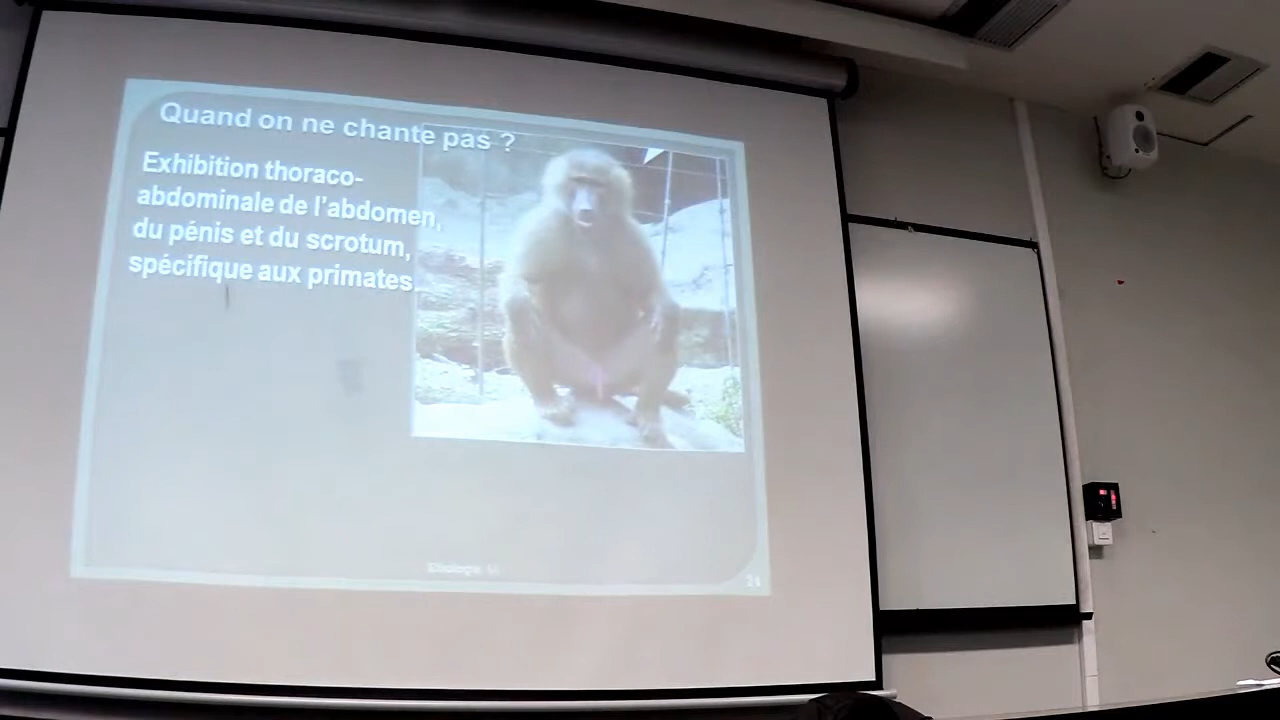 Quand on ne chante pas ?
Exhibition thoraco-
abdominale de l'abdomen,
du pénis et du scrotum,
spécifique aux primates.